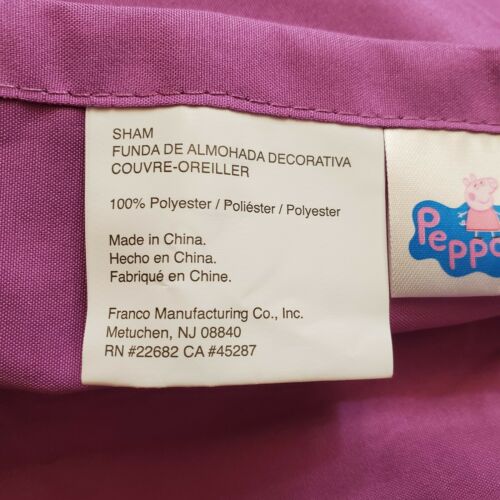 SHAM
FUNDA DE ALMOHADA DECORATIVA
COUVRE-OREILLER
100% Polyester / Poliéster / Polyester
Made in China.
Hecho en China.
Fabriqué en Chine.
Franco Manufacturing Co., Inc.
Metuchen, NJ 08840
RN #22682 CA #45287
Peppa